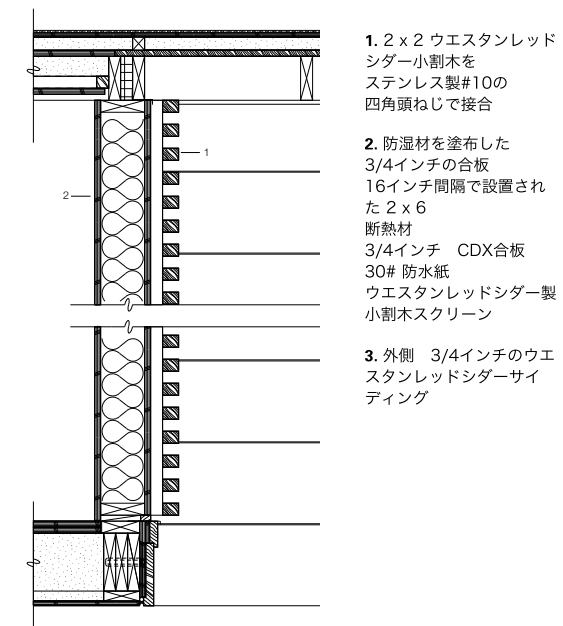 1. 2 x 2 ウエスタンレッド
シダー小割木を
ステンレス製#10の
四角頭ねじで接合
2. 防湿材を塗布した
3/4インチの合板
16インチ間隔で設置され
た 2 x 6
断熱材
3/4インチ　CDX合板
30# 防水紙
ウエスタンレッドシダー製
小割木スクリーン
3. 外側　3/4インチのウエ
スタンレッドシダーサイ
ディング
1
2